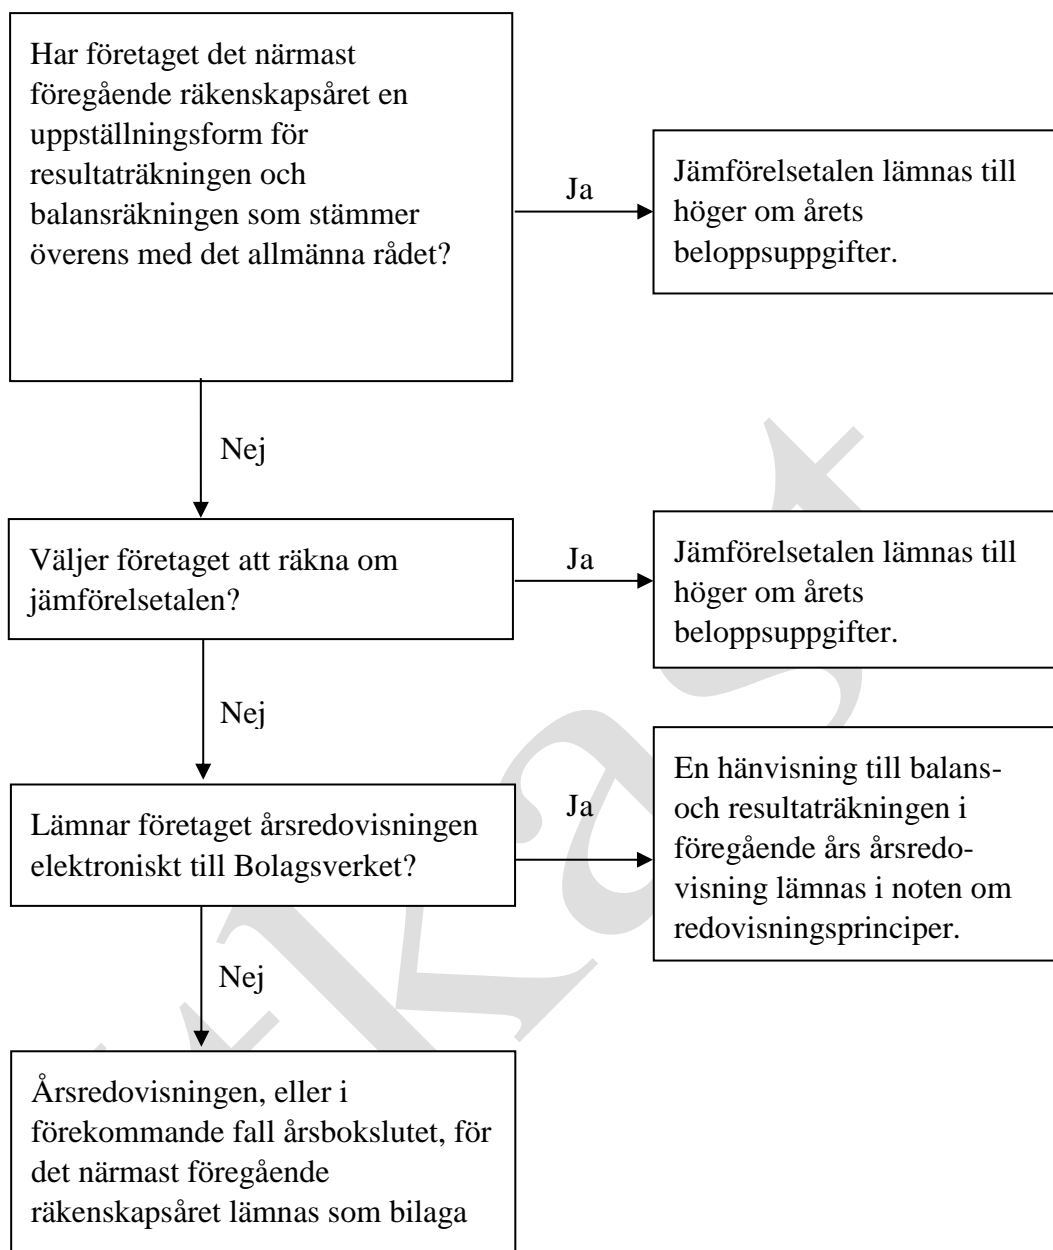 Har företaget det närmast
föregående räkenskapsåret en
uppställningsform för
resultaträkningen och
balansräkningen som stämmer
överens med det allmänna rådet?
Ja
Jämförelsetalen lämnas till
höger om årets
beloppsuppgifter.
Nej
Väljer företaget att räkna om
jämförelsetalen?
Ja
Jämförelsetalen lämnas till
höger om årets
beloppsuppgifter.
Nej
Lämnar företaget årsredovisningen
elektroniskt till Bolagsverket?
Ja
En hänvisning till balans-
och resultaträkningen i
föregående års årsredo-
visning lämnas i noten om
redovisningsprinciper.
Nej
Årsredovisningen, eller i
förekommande fall årsbokslutet, för
det närmast föregående
räkenskapsåret lämnas som bilaga